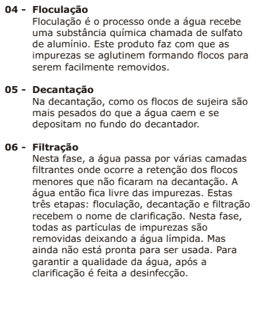 04 - Floculação
Floculação é o processo onde a água recebe
uma substância química chamada de sulfato
de alumínio. Este produto faz com que as
impurezas se aglutinem formando flocos para
serem facilmente removidos.
05 - Decantação
Na decantação, como os flocos de sujeira são
mais pesados do que a água caem e se
depositam no fundo do decantador.
06 - Filtração
Nesta fase, a água passa por várias camadas
filtrantes onde ocorre a retenção dos flocos
menores que não ficaram na decantação. A
água então fica livre das impurezas. Estas
três etapas: floculação, decantação e filtração
recebem o nome de clarificação. Nesta fase,
todas as partículas de impurezas são
removidas deixando a água límpida. Mas
ainda não está pronta para ser usada. Para
garantir a qualidade da água, após a
clarificação é feita a desinfecção.